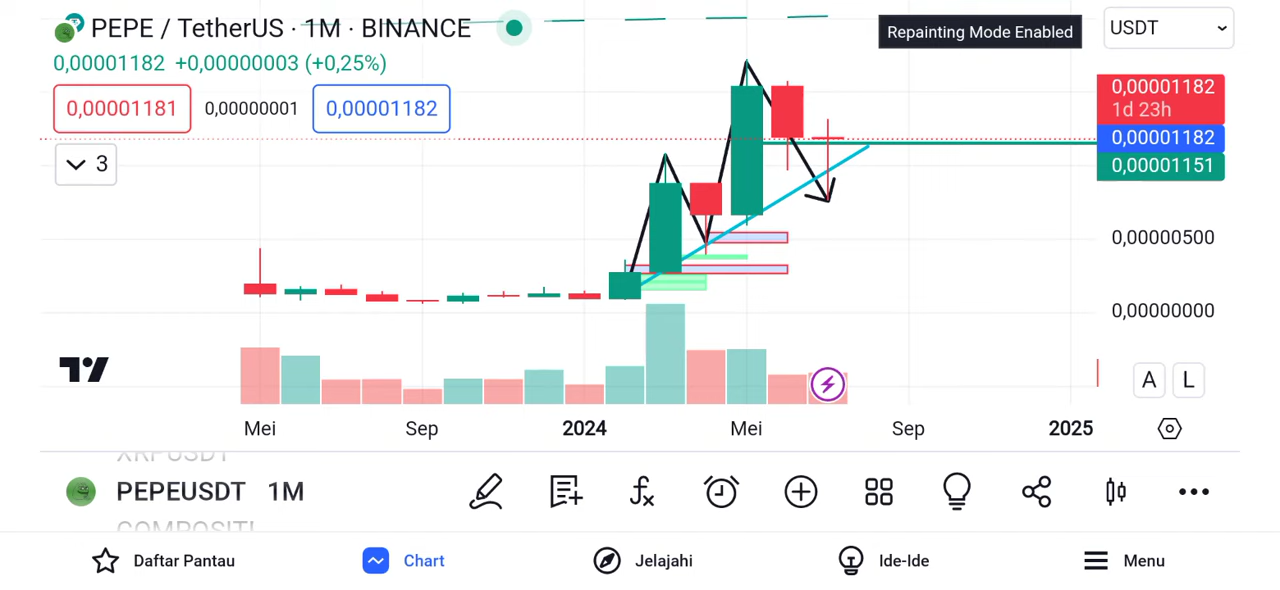 PEPE / TetherUS · 1M · BINANCE
Repainting Mode Enabled
USDT
0,00001182 +0,00000003 (+0,25%)
0,00001181
0,00000001
0,00001182
0,00001182
1d 23h
0,00001182
0,00001151
3
0,00000500
0,00000000
A
L
Mei
Sep
2024
Mei
Sep
2025
XRPUSDT
PEPEUSDT 1M
Daftar Pantau
Chart
Jelajahi
Ide-Ide
Menu